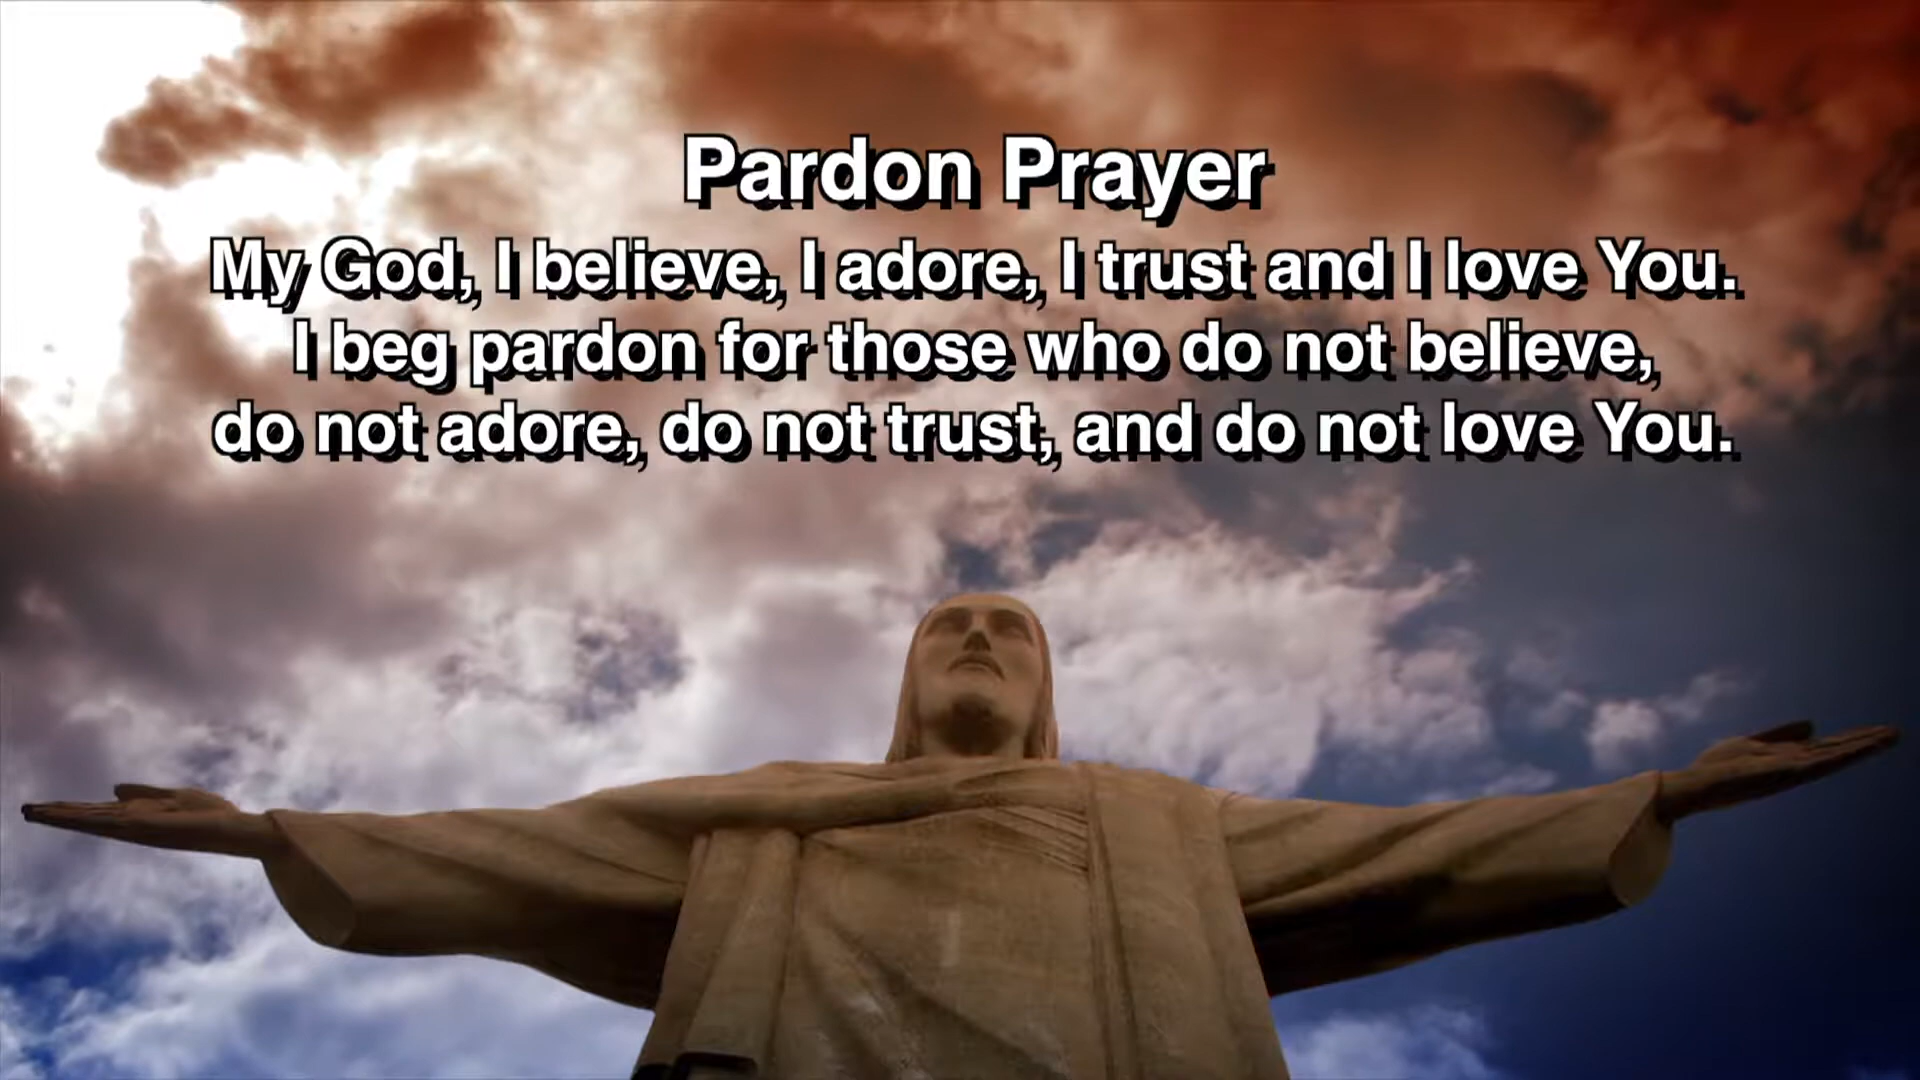 Pardon Prayer
My God, I believe, I adore, I trust and I love You.
I beg pardon for those who do not believe,
do not adore, do not trust, and do not love You.